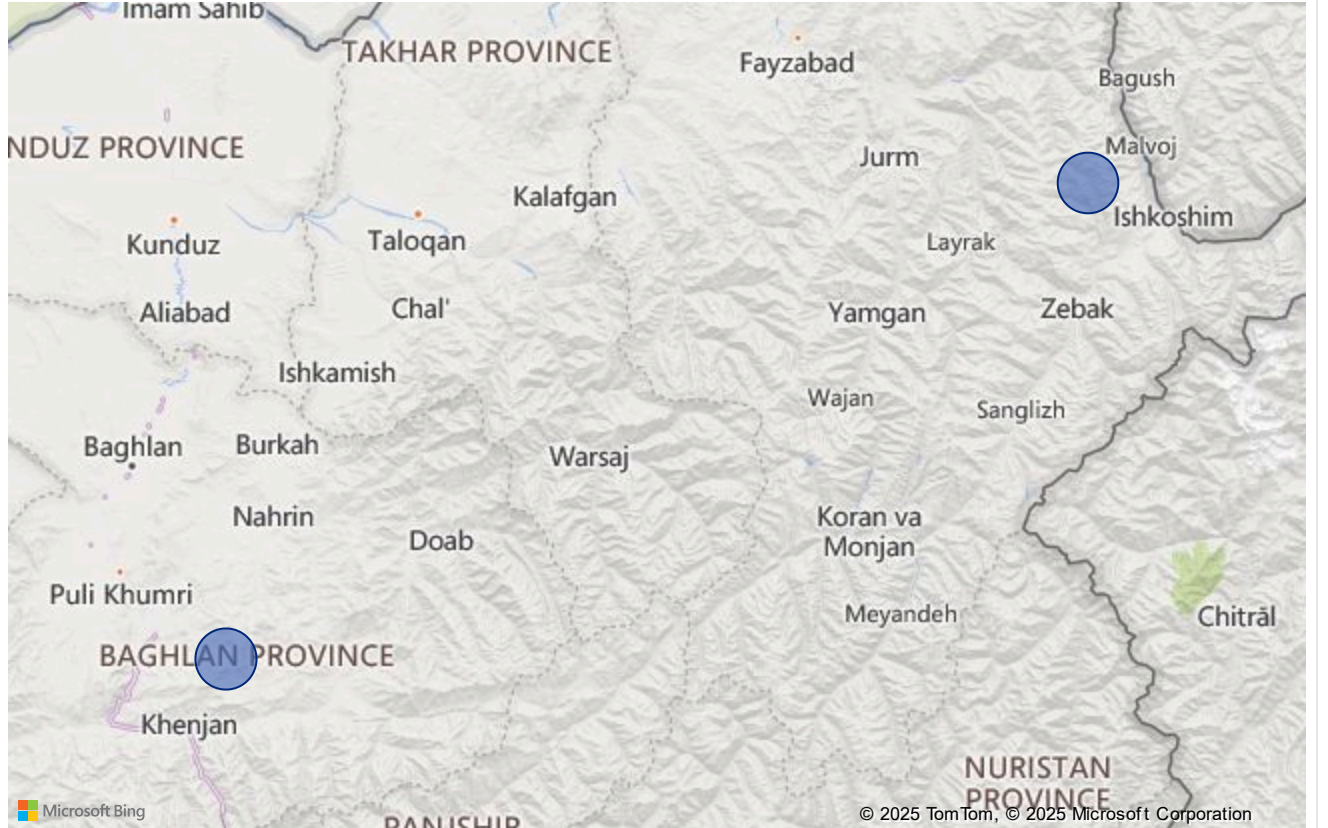 Imam Sahib
TAKHAR PROVINCE
Fayzabad
Bagush
NDUZ PROVINCE
Malvoj
Jurm
Kalafgan
Ishkoshim
Kunduz
Taloqan
Layrak
Aliabad
Chal'
Yamgan
Zebak
Ishkamish
Wajan
Sanglizh
Baghlan
Burkah
Warsaj
Nahrin
Koran va
Monjan
Doab
Puli Khumri
Meyandeh
Chitrāl
BAGHLAN PROVINCE
Khenjan
NURISTAN
PROVINCE
Microsoft Bing
© 2025 TomTom, © 2025 Microsoft Corporation
PANJSHIR